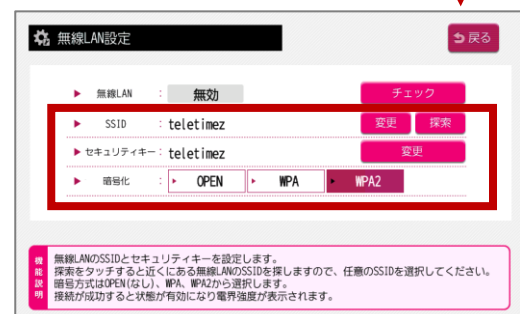 無線LAN設定
戻る
無線LAN : 無効 チェック
SSID : teletimez 変更 探索
セキュリティキー : teletimez 変更
暗号化 : OPEN WPA WPA2
機能説明
無線LANのSSIDとセキュリティキーを設定します。
探索をタッチすると近くにある無線LANのSSIDを探しますので、任意のSSIDを選択してください。
暗号方式はOPEN(なし)、WPA、WPA2から選択します。
接続が成功すると状態が有効になり電界強度が表示されます。